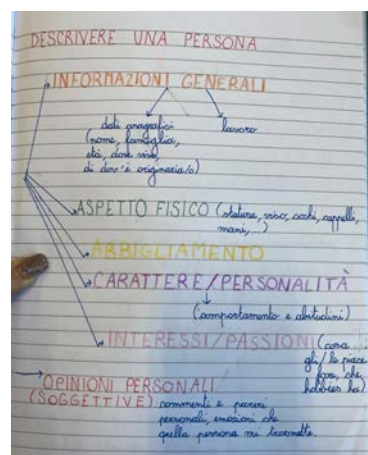 DESCRIVERE UNA PERSONA
INFORMAZIONI GENERALI
dati anagrafici
(nome, famiglia,
età, dove vive,
di dov'è originaria/o)
lavoro
ASPETTO FISICO (statura, viso, occhi, cappelli,
mani, ...)
ABBIGLIAMENTO
CARATTERE/PERSONALITÀ
(comportamento e abitudini)
INTERESSI/PASSIONI (cosa
gli/le piace
fare, che
hobbies ha)
OPINIONI PERSONALI
(SOGGETTIVE) commenti e pareri
personali, emozioni che
quella persona mi trasmette.